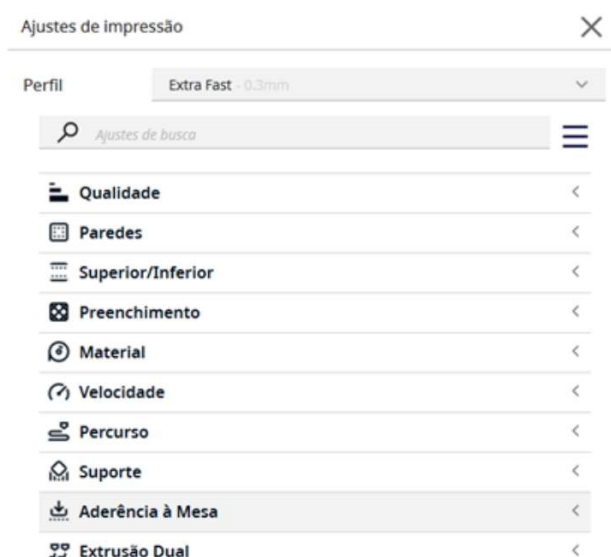 Ajustes de impressão
Perfil Extra Fast - 0.3mm
Ajustes de busca
Qualidade
Paredes
Superior/Inferior
Preenchimento
Material
Velocidade
Percurso
Suporte
Aderência à Mesa
Extrusão Dual